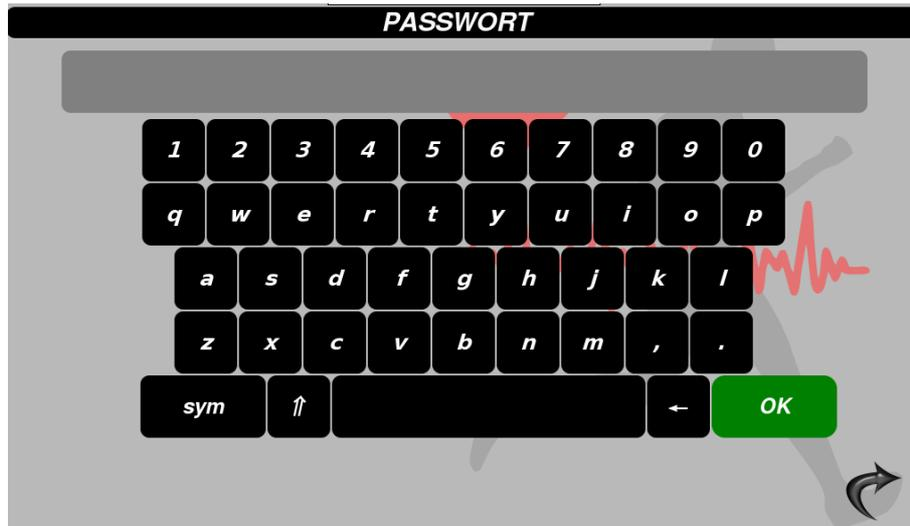 PASSWORT
1 2 3 4 5 6 7 8 9 0
q w e r t y u i o p
a s d f g h j k l
z x c v b n m , .
sym ⇑ ← OK